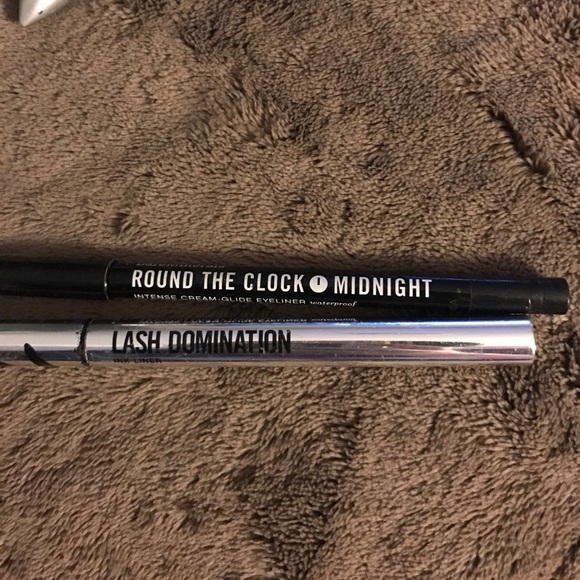 ROUND THE CLOCK MIDNIGHT
INTENSE CREAM-GLIDE EYELINER waterproof
LASH DOMINATION
INK LINER